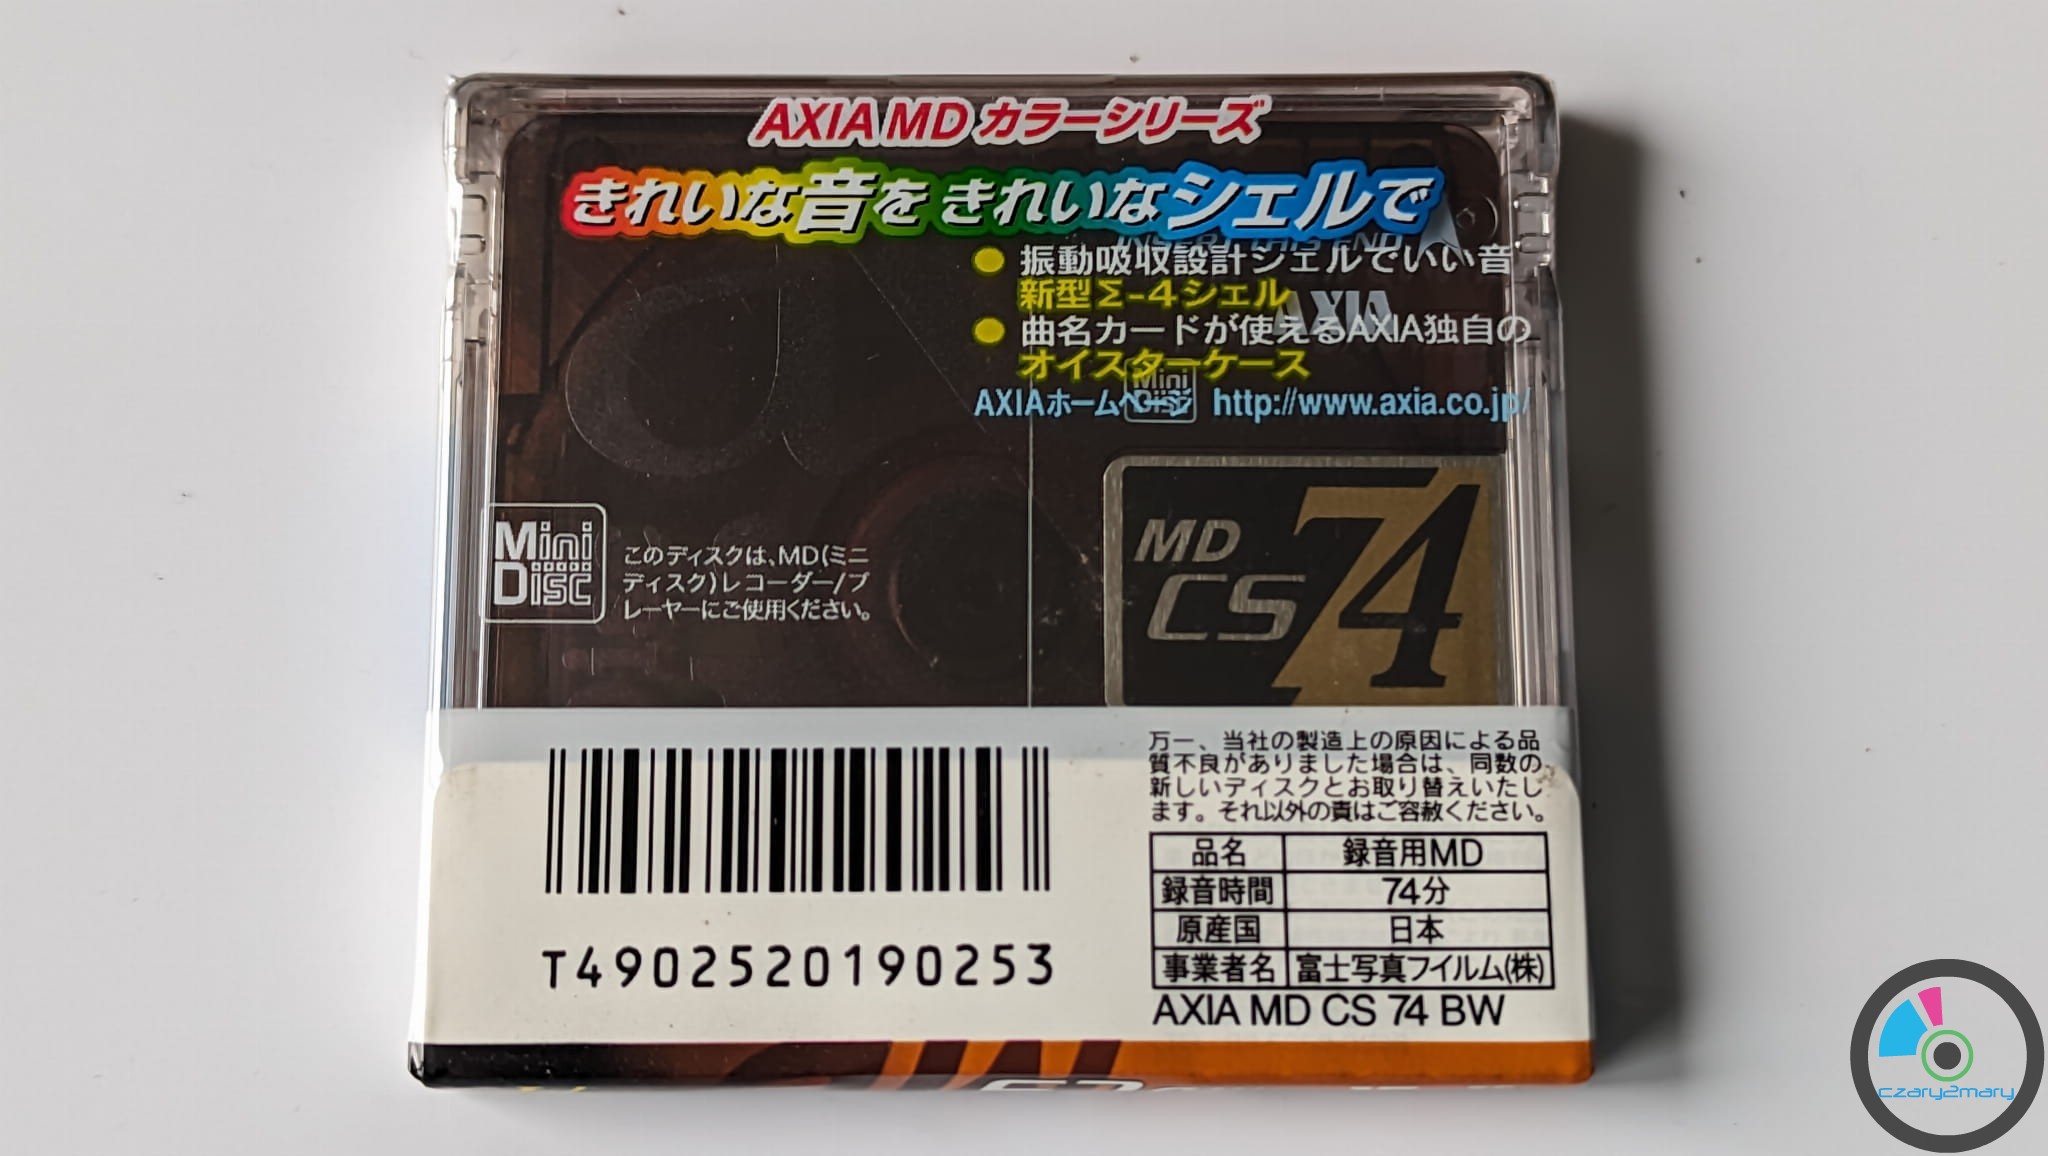 AXIA MD カラーシリーズ
きれいな音を きれいなシェルで
INSERT THIS END
● 振動吸収設計シェルでいい音
新型Σ-4シェル
AXIA
● 曲名カードが使えるAXIA独自の
オイスターケース
Mini Disc
AXIAホームページ http://www.axia.co.jp/
MD CS 74
Mini Disc
このディスクは、MD(ミニ
ディスク)レコーダー/プ
レーヤーにご使用ください。
万一、当社の製造上の原因による品
質不良がありました場合は、同数の
新しいディスクとお取り替えいたし
ます。それ以外の責はご容赦ください。
品名 録音用MD
録音時間 74分
原産国 日本
事業者名 富士写真フイルム(株)
AXIA MD CS 74 BW
T4902520190253
czary2mary